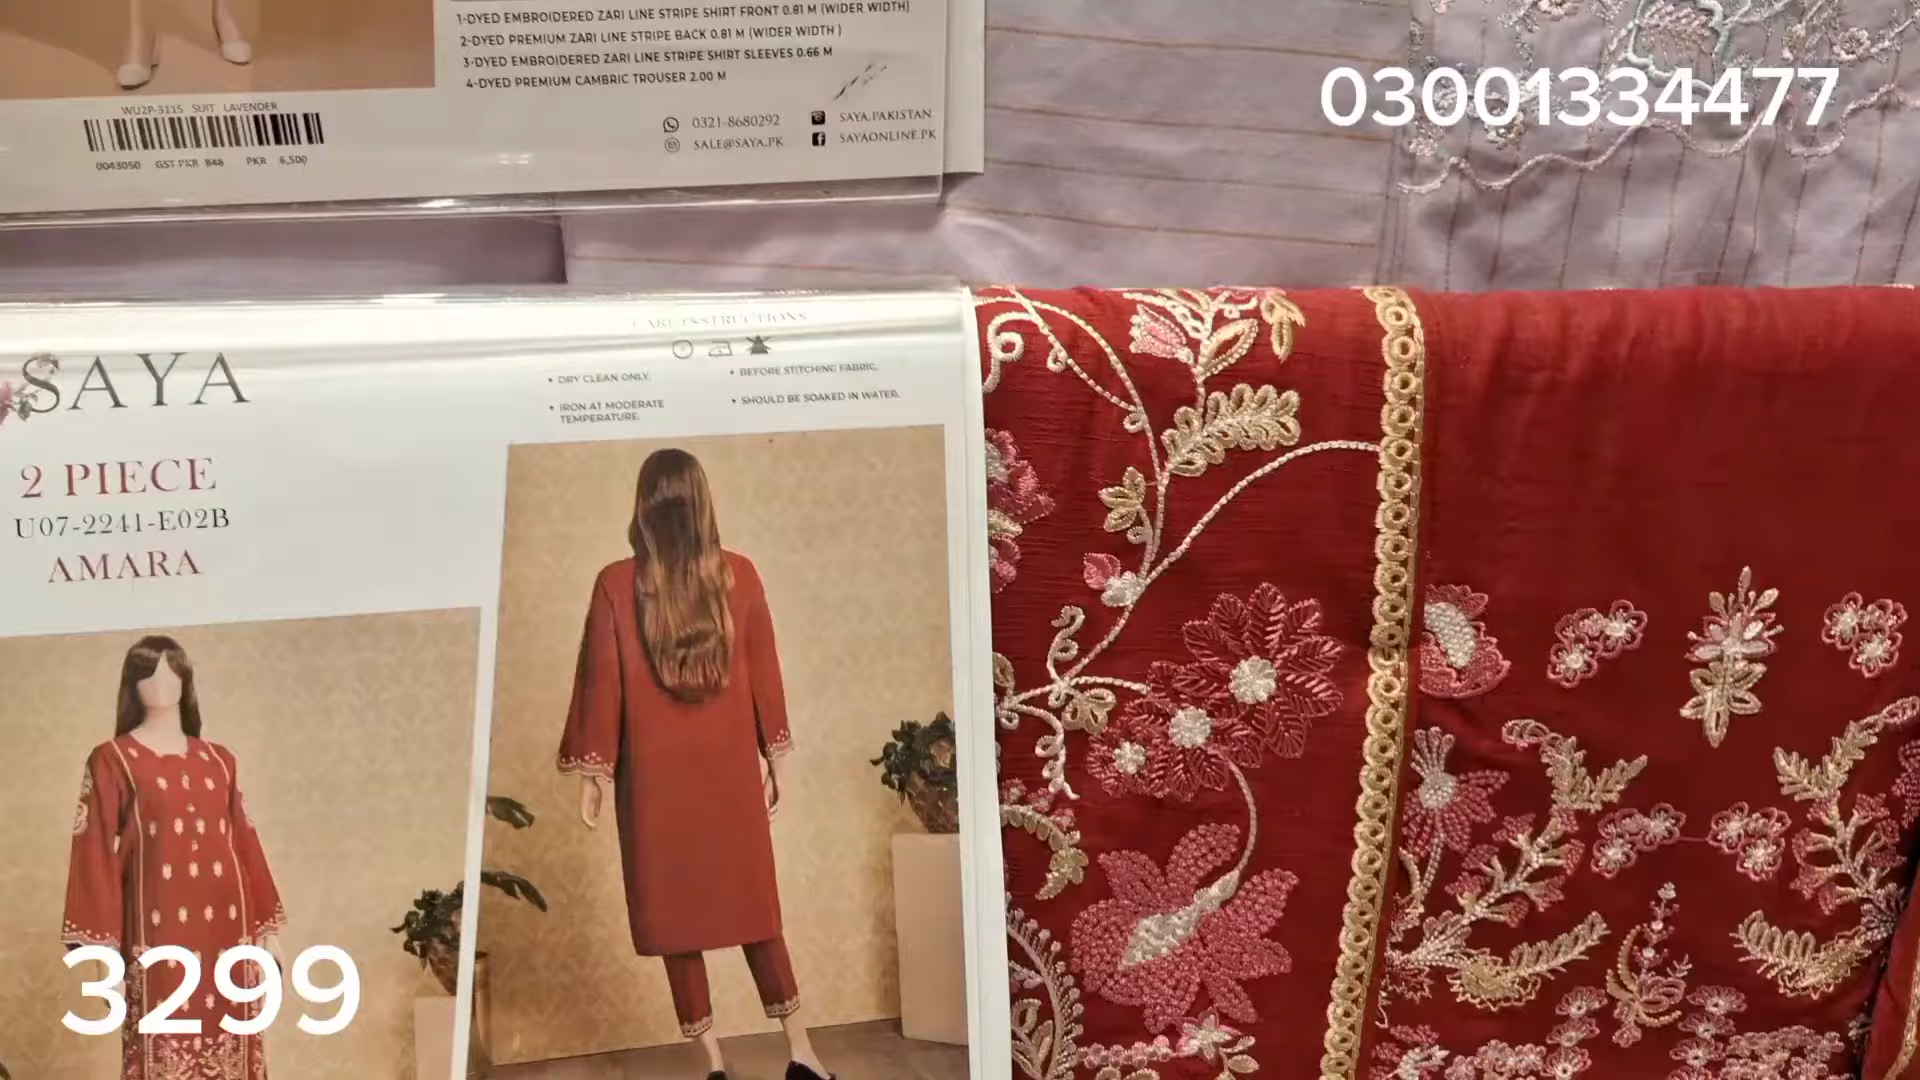 1-DYED EMBROIDERED ZARI LINE STRIPE SHIRT FRONT 0.81 M (WIDER WIDTH)
2-DYED PREMIUM ZARI LINE STRIPE BACK 0.81 M (WIDER WIDTH )
3-DYED EMBROIDERED ZARI LINE STRIPE SHIRT SLEEVES 0.66 M
4-DYED PREMIUM CAMBRIC TROUSER 2.00 M
03001334477
WU2P-3115 SUIT LAVENDER
0043050 GST PKR 848 PKR 6,500
0321-8680292
SAYA.PAKISTAN
SALE@SAYA.PK
SAYAONLINE.PK
CARE INSTRUCTIONS
• DRY CLEAN ONLY.
• BEFORE STITCHING FABRIC.
• IRON AT MODERATE
TEMPERATURE.
• SHOULD BE SOAKED IN WATER.
SAYA
2 PIECE
U07-2241-E02B
AMARA
3299